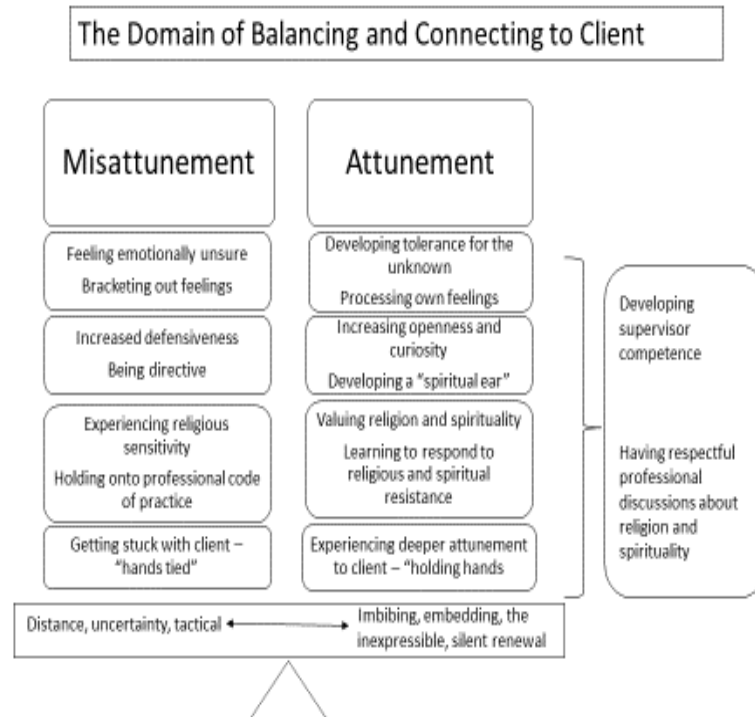 The Domain of Balancing and Connecting to Client
Misattunement
Feeling emotionally unsure
Bracketing out feelings
Increased defensiveness
Being directive
Experiencing religious
sensitivity
Holding onto professional code
of practice
Getting stuck with client –
“hands tied”
Attunement
Developing tolerance for the
unknown
Processing own feelings
Increasing openness and
curiosity
Developing a “spiritual ear”
Valuing religion and spirituality
Learning to respond to
religious and spiritual
resistance
Experiencing deeper attunement
to client – “holding hands
Developing
supervisor
competence
Having respectful
professional
discussions about
religion and
spirituality
Distance, uncertainty, tactical
Imbibing, embedding, the
inexpressible, silent renewal